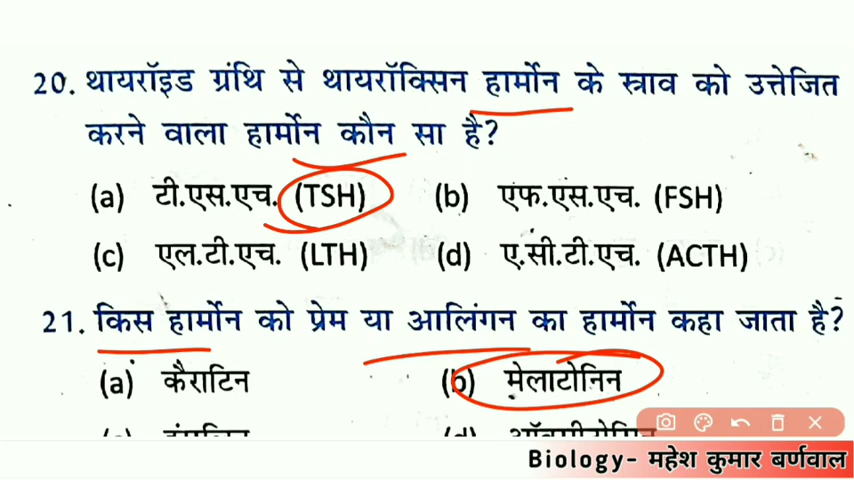 20. थायरॉइड ग्रंथि से थायरॉक्सिन हार्मोन के स्त्राव को उत्तेजित
करने वाला हार्मोन कौन सा है?
(a) टी.एस.एच. (TSH) (b) एफ.एस.एच. (FSH)
(c) एल.टी.एच. (LTH) (d) ए.सी.टी.एच. (ACTH)
21. किस हार्मोन को प्रेम या आलिंगन का हार्मोन कहा जाता है?
(a) कैराटिन (b) मेलाटोनिन
Biology- महेश कुमार बर्णवाल